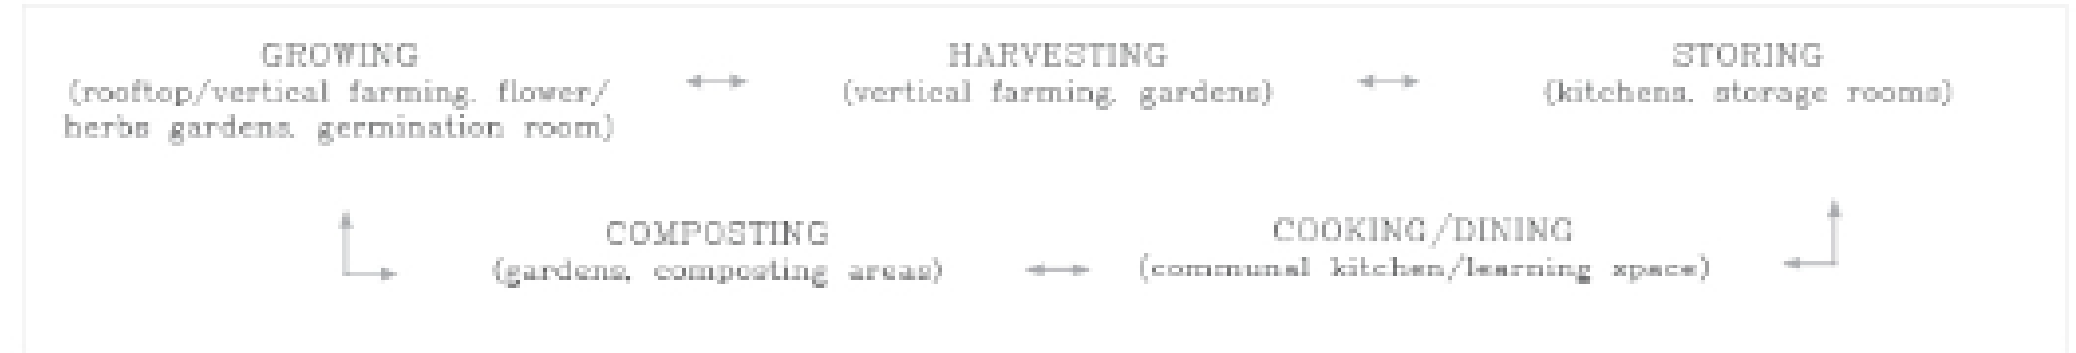 GROWING
(rooftop/vertical farming, flower/
herbs gardens, germination room)
HARVESTING
(vertical farming, gardens)
STORING
(kitchens, storage rooms)
COMPOSTING
(gardens, composting areas)
COOKING/DINING
(communal kitchen/learning space)